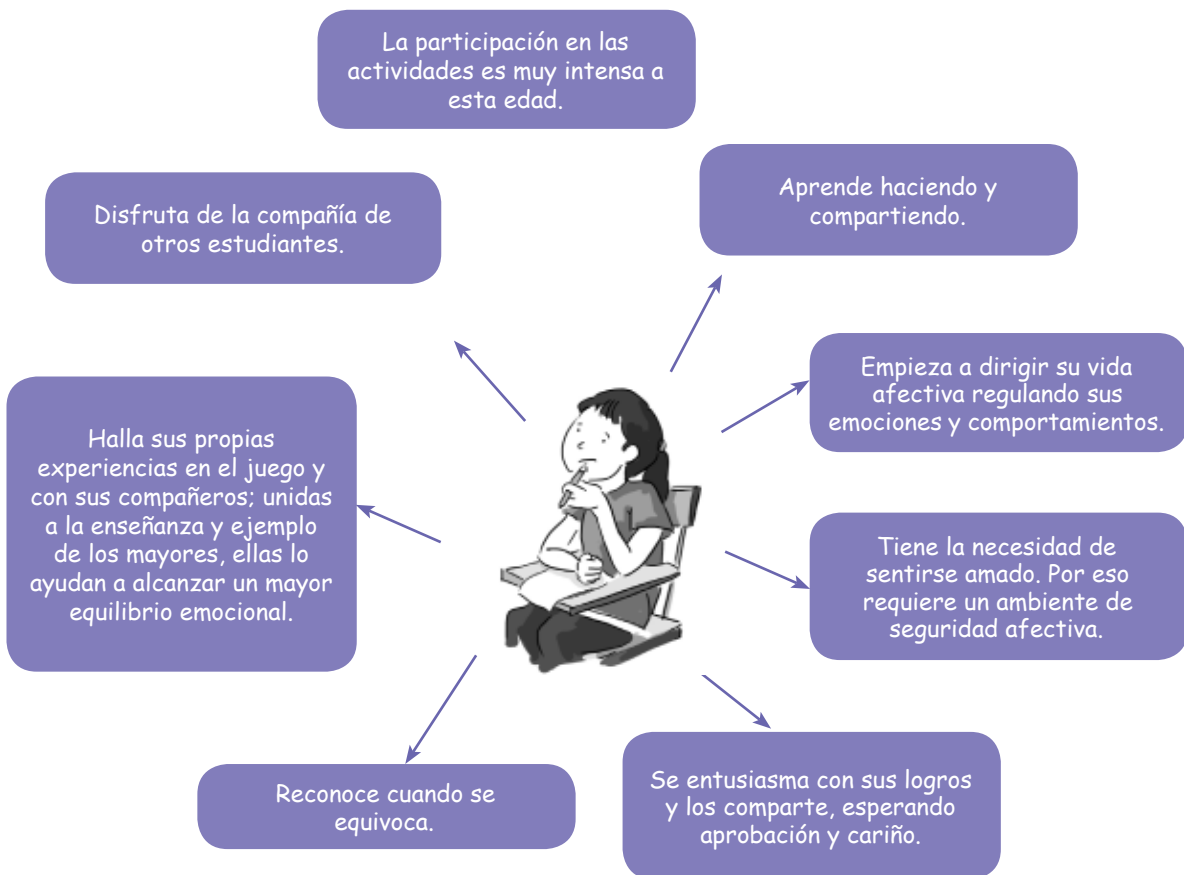 La participación en las
actividades es muy intensa a
esta edad.
Aprende haciendo y
compartiendo.
Disfruta de la compañía de
otros estudiantes.
Empieza a dirigir su vida
afectiva regulando sus
emociones y comportamientos.
Halla sus propias
experiencias en el juego y
con sus compañeros; unidas
a la enseñanza y ejemplo
de los mayores, ellas lo
ayudan a alcanzar un mayor
equilibrio emocional.
Tiene la necesidad de
sentirse amado. Por eso
requiere un ambiente de
seguridad afectiva.
Reconoce cuando se
equivoca.
Se entusiasma con sus logros
y los comparte, esperando
aprobación y cariño.